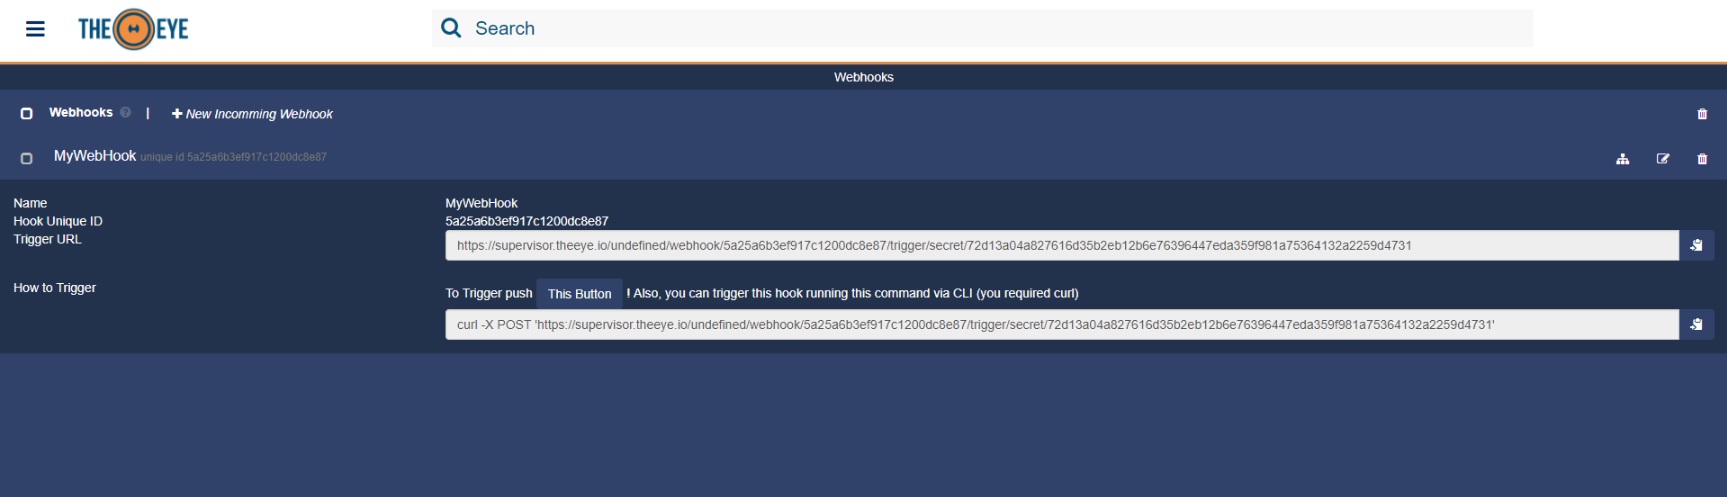 THE EYE
Search
Webhooks
Webhooks ? | + New Incomming Webhook
MyWebHook unique id 5a25a6b3ef917c1200dc8e87
Name MyWebHook
Hook Unique ID 5a25a6b3ef917c1200dc8e87
Trigger URL https://supervisor.theeye.io/undefined/webhook/5a25a6b3ef917c1200dc8e87/trigger/secret/72d13a04a827616d35b2eb12b6e76396447eda359f981a75364132a2259d4731
How to Trigger To Trigger push This Button ! Also, you can trigger this hook running this command via CLI (you required curl)
curl -X POST 'https://supervisor.theeye.io/undefined/webhook/5a25a6b3ef917c1200dc8e87/trigger/secret/72d13a04a827616d35b2eb12b6e76396447eda359f981a75364132a2259d4731'